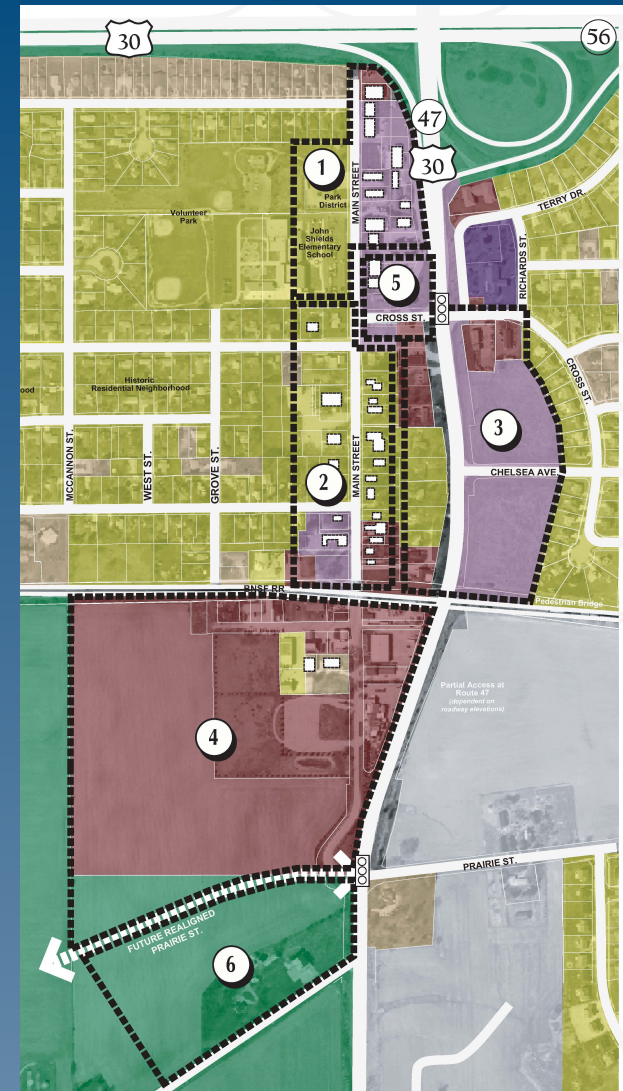 30
56
47
30
1
Park
District
MAIN STREET
TERRY DR.
Volunteer
Park
John
Shields
Elementary
School
RICHARDS ST.
5
CROSS ST.
CROSS ST.
ood
Historic
Residential Neighborhood
3
MCCANNON ST.
WEST ST.
GROVE ST.
MAIN STREET
CHELSEA AVE.
2
BNSF RR
Pedestrian Bridge
Partial Access at
Route 47
(dependent on
roadway elevations)
4
PRAIRIE ST.
FUTURE REALIGNED
PRAIRIE ST.
6